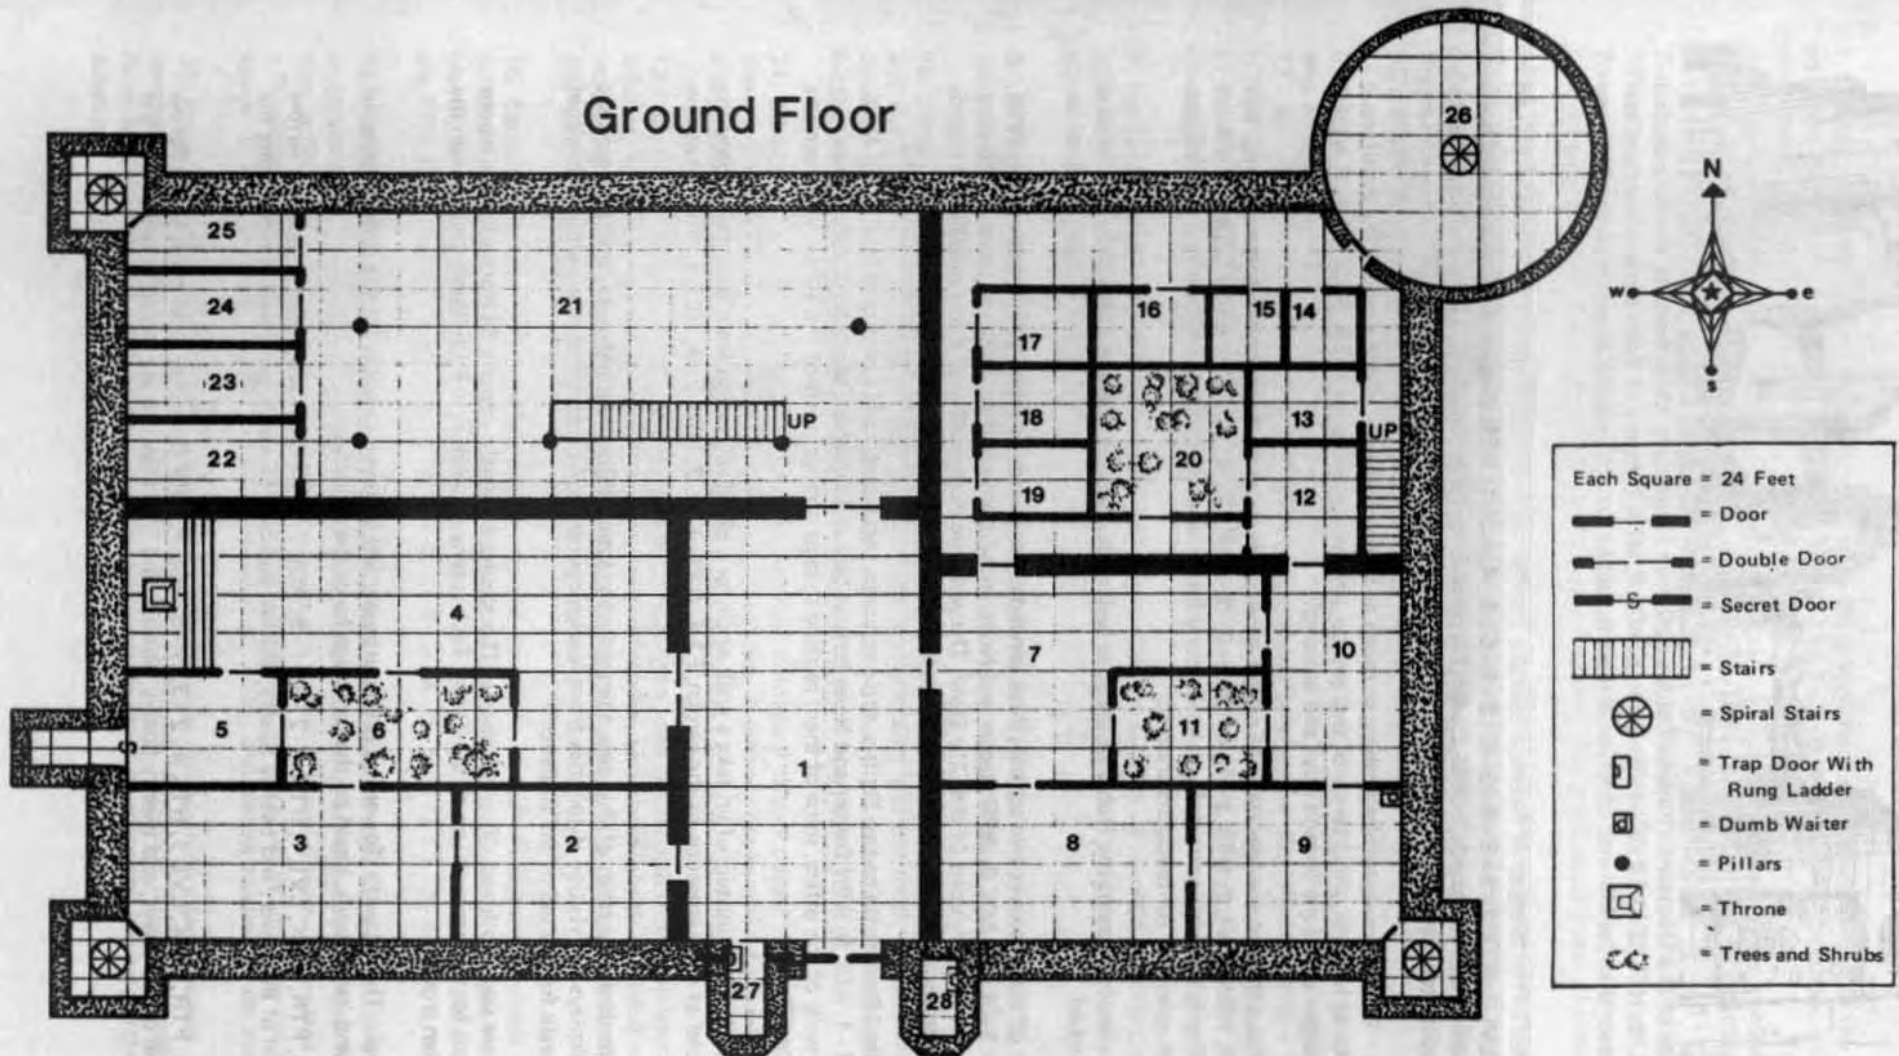 Ground Floor
26
N
w
e
s
25
24
21
23
22
UP
16
15
14
17
18
13
UP
20
19
12
4
7
10
5
6
11
1
3
2
8
9
27
28
S
Each Square = 24 Feet
= Door
= Double Door
S
= Secret Door
= Stairs
= Spiral Stairs
= Trap Door With
Rung Ladder
d
= Dumb Waiter
= Pillars
= Throne
= Trees and Shrubs